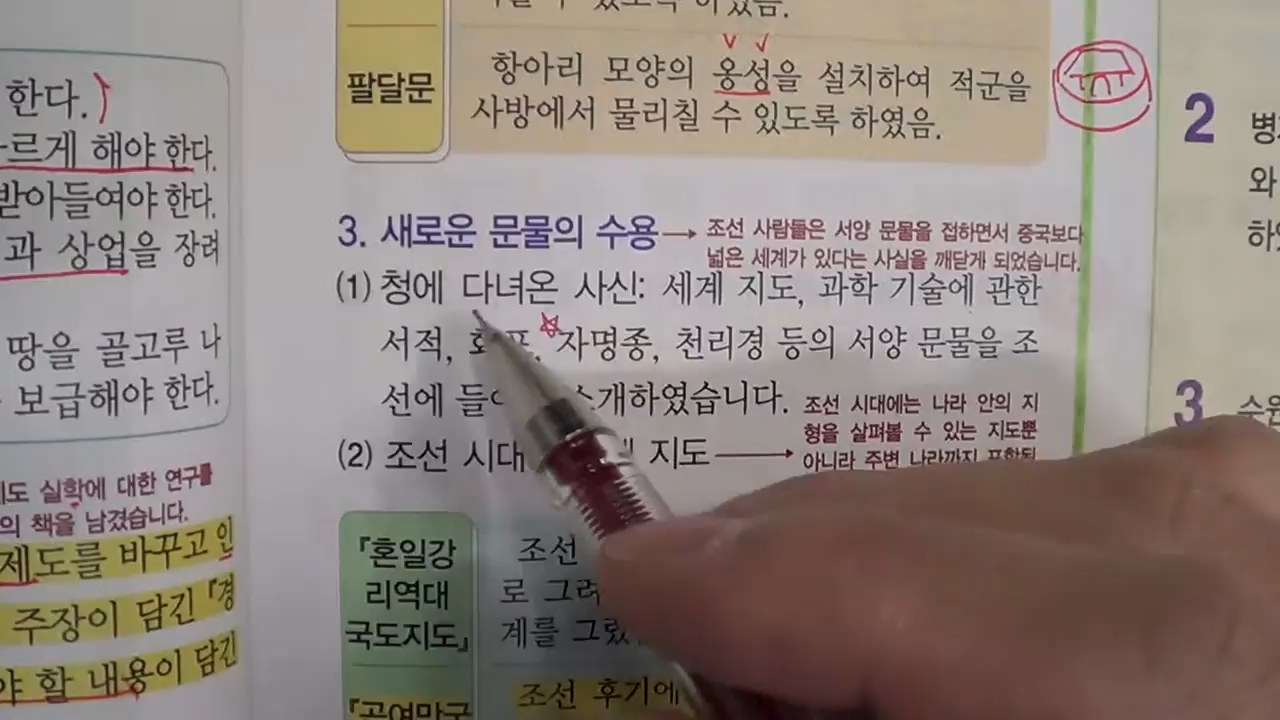 한다.
르게 해야 한다.
받아들여야 한다.
과 상업을 장려
땅을 골고루 나
보급해야 한다.
도 실학에 대한 연구를
의 책을 남겼습니다.
제도를 바꾸고 인
주장이 담긴 『경
야 할 내용이 담긴
팔달문
항아리 모양의 옹성을 설치하여 적군을
사방에서 물리칠 수 있도록 하였음.
3. 새로운 문물의 수용
조선 사람들은 서양 문물을 접하면서 중국보다
넓은 세계가 있다는 사실을 깨닫게 되었습니다.
(1) 청에 다녀온 사신: 세계 지도, 과학 기술에 관한
서적, 자명종, 천리경 등의 서양 문물을 조
선에 소개하였습니다.
(2) 조선 시대 지도
조선 시대에는 나라 안의 지
형을 살펴볼 수 있는 지도뿐
아니라 주변 나라까지 포함된
『혼일강
리역대
국도지도』
조선
로 그려
계를 그렸
조선 후기에
2
와
3